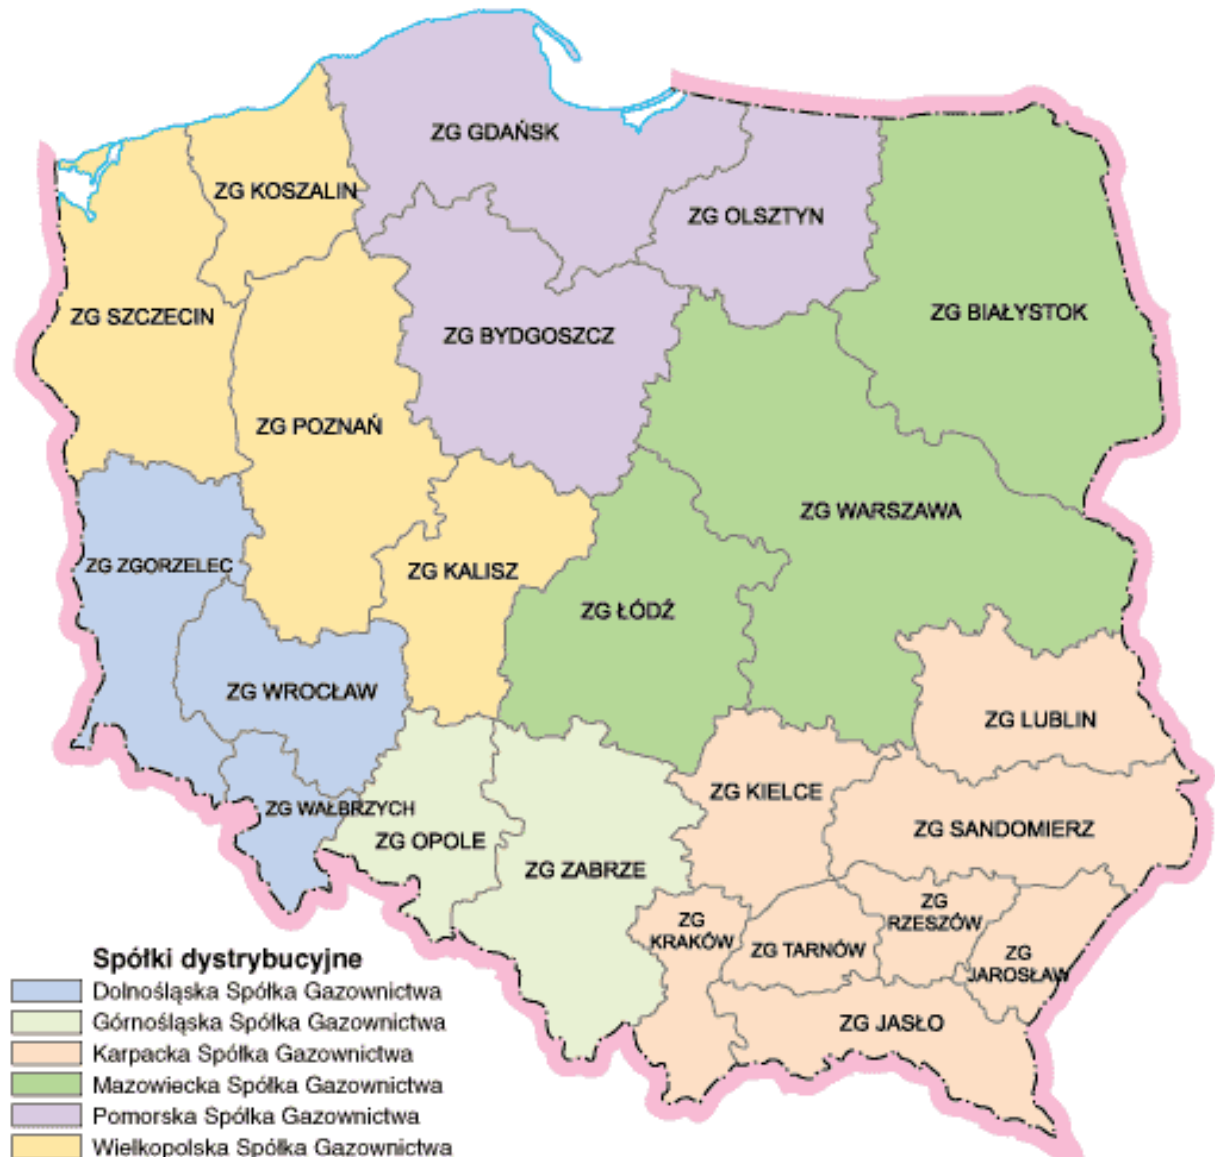 ZG GDAŃSK
ZG KOSZALIN
ZG OLSZTYN
ZG SZCZECIN
ZG BIAŁYSTOK
ZG BYDGOSZCZ
ZG POZNAŃ
ZG WARSZAWA
ZG ZGORZELEC
ZG KALISZ
ZG ŁÓDŹ
ZG WROCŁAW
ZG LUBLIN
ZG KIELCE
ZG WAŁBRZYCH
ZG SANDOMIERZ
ZG OPOLE
ZG ZABRZE
ZG
RZESZÓW
ZG
KRAKÓW
ZG TARNÓW
ZG
JAROSŁAW
ZG JASŁO
Spółki dystrybucyjne
Dolnośląska Spółka Gazownictwa
Górnośląska Spółka Gazownictwa
Karpacka Spółka Gazownictwa
Mazowiecka Spółka Gazownictwa
Pomorska Spółka Gazownictwa
Wielkopolska Spółka Gazownictwa